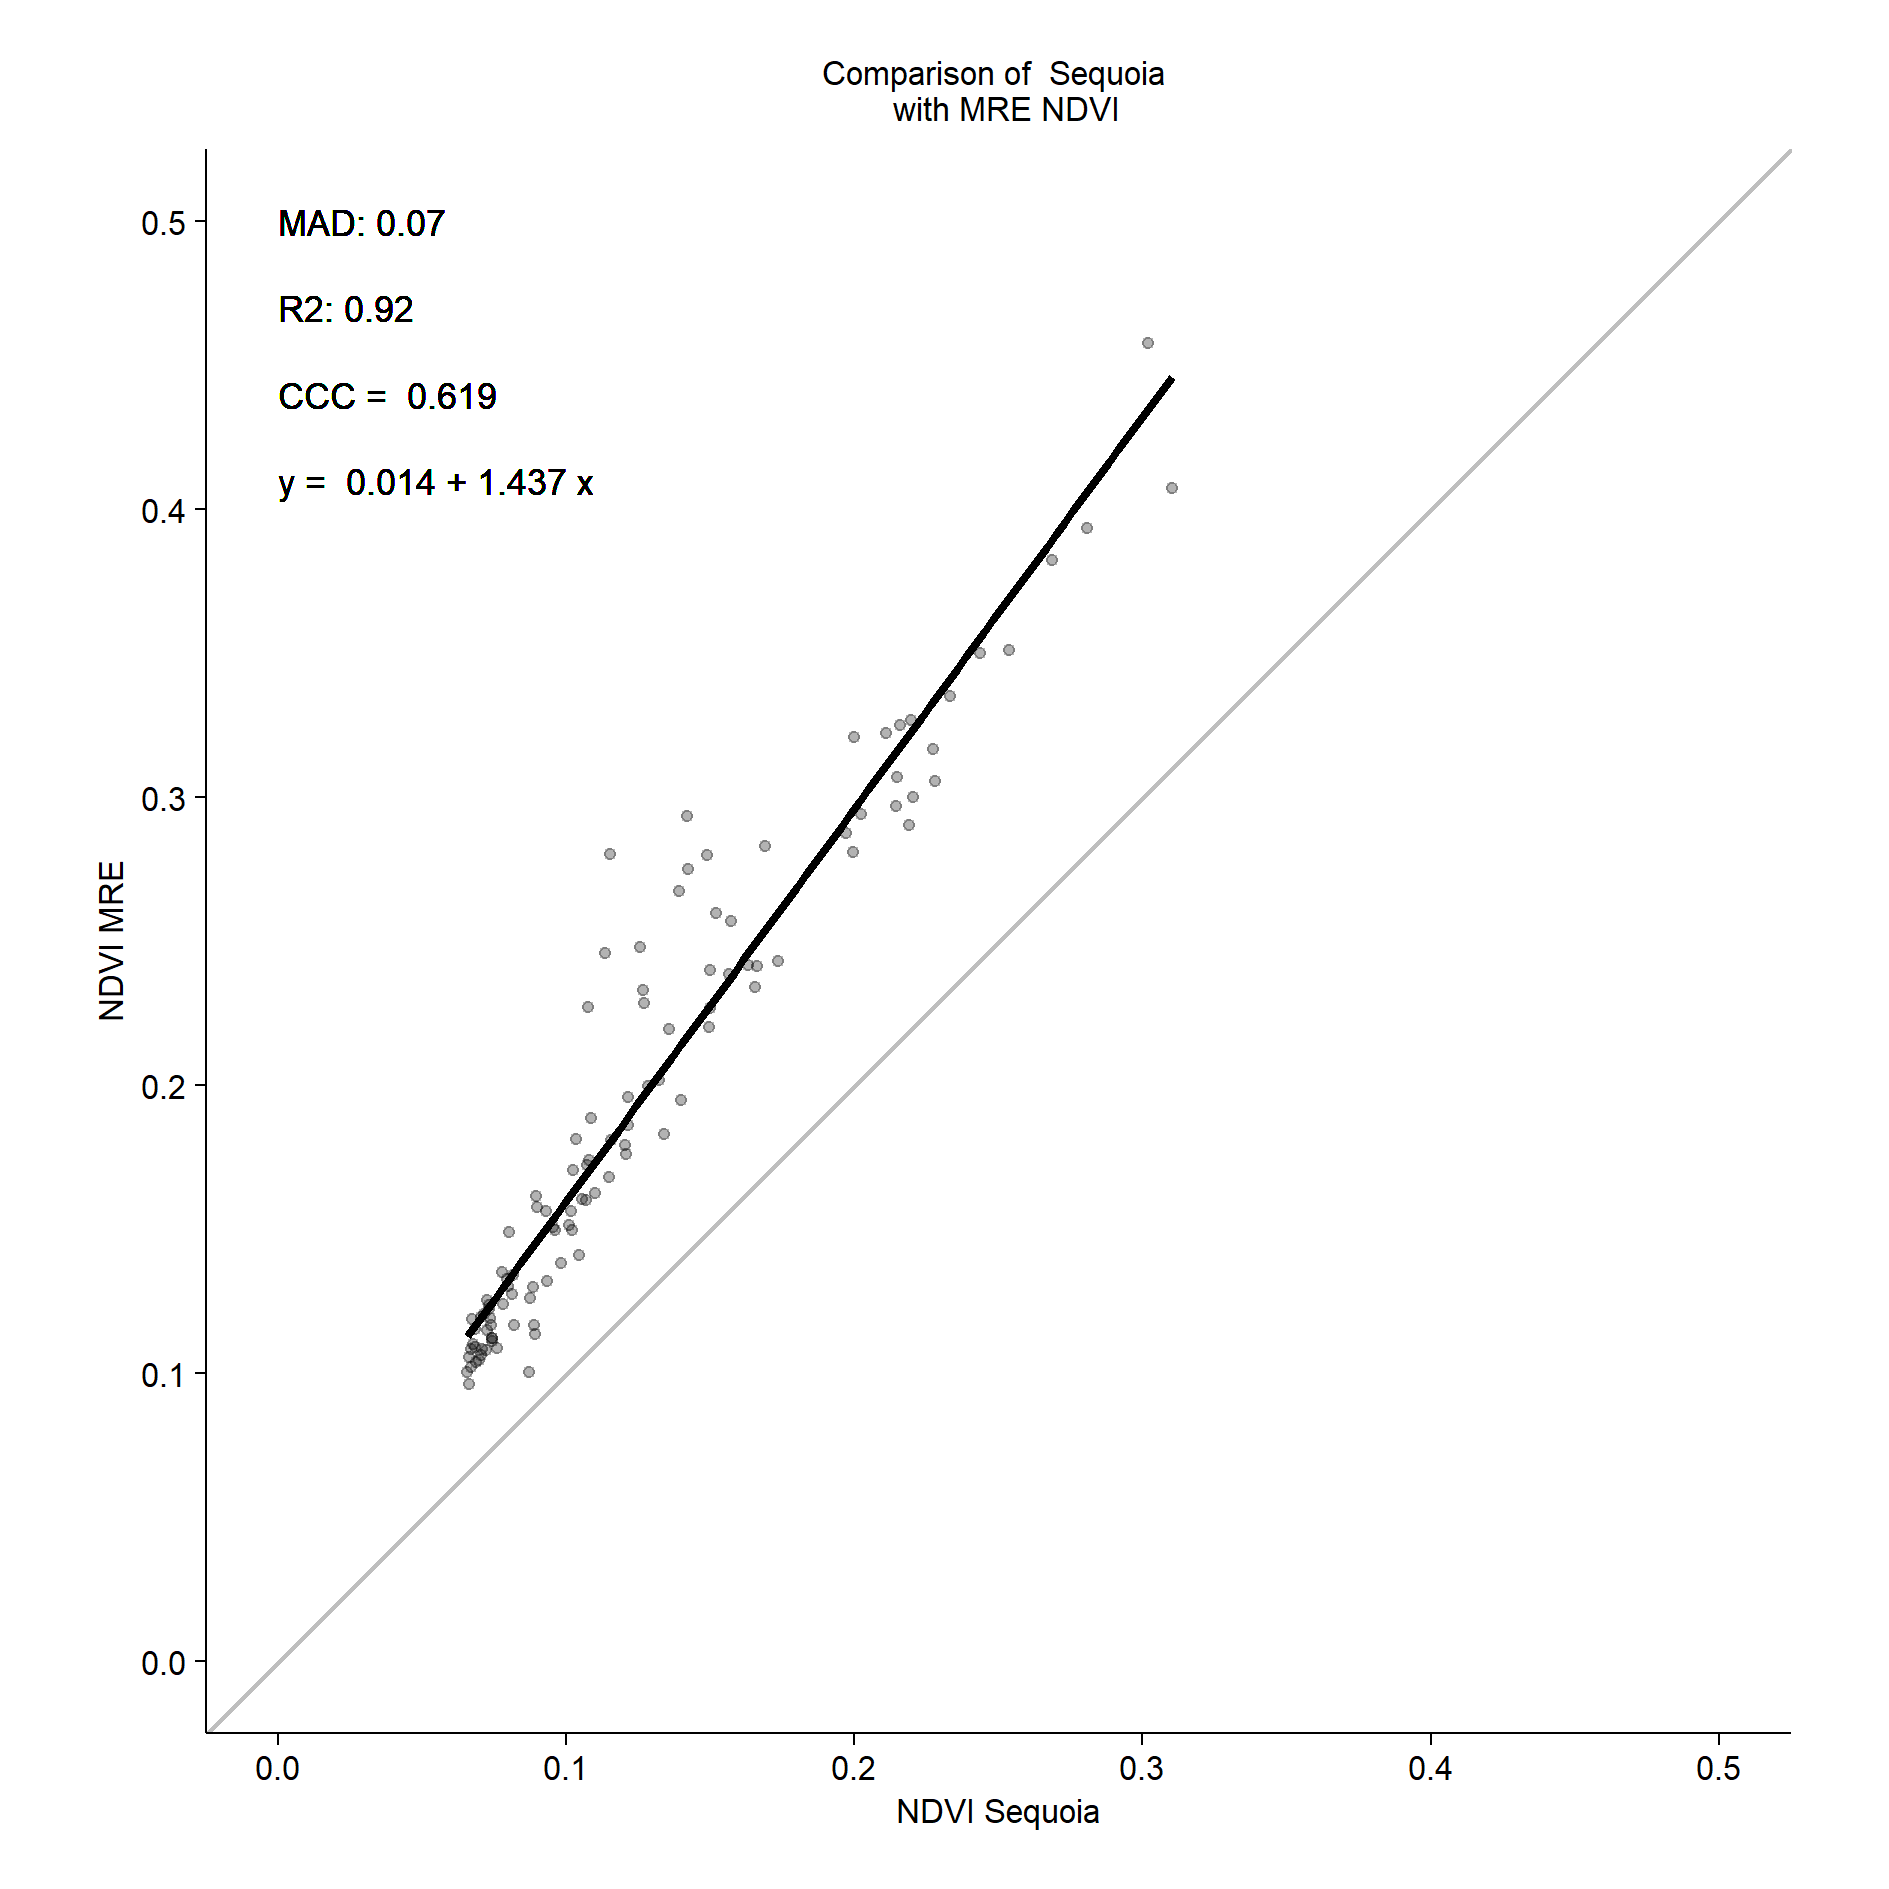 Comparison of  Sequoia
with MRE NDVI
MAD: 0.07
R2: 0.92
CCC =  0.619
y =  0.014 + 1.437 x
0.5
0.4
0.3
0.2
0.1
0.0
NDVI MRE
0.0 0.1 0.2 0.3 0.4 0.5
NDVI Sequoia